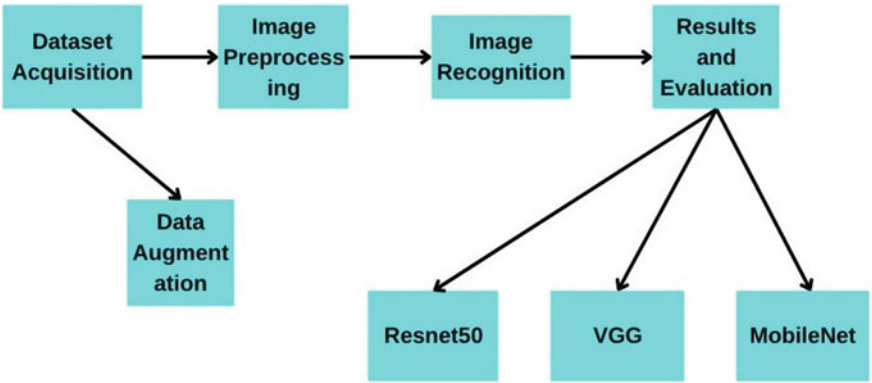 Dataset
Acquisition
Image
Preprocess
ing
Image
Recognition
Results
and
Evaluation
Data
Augment
ation
Resnet50
VGG
MobileNet